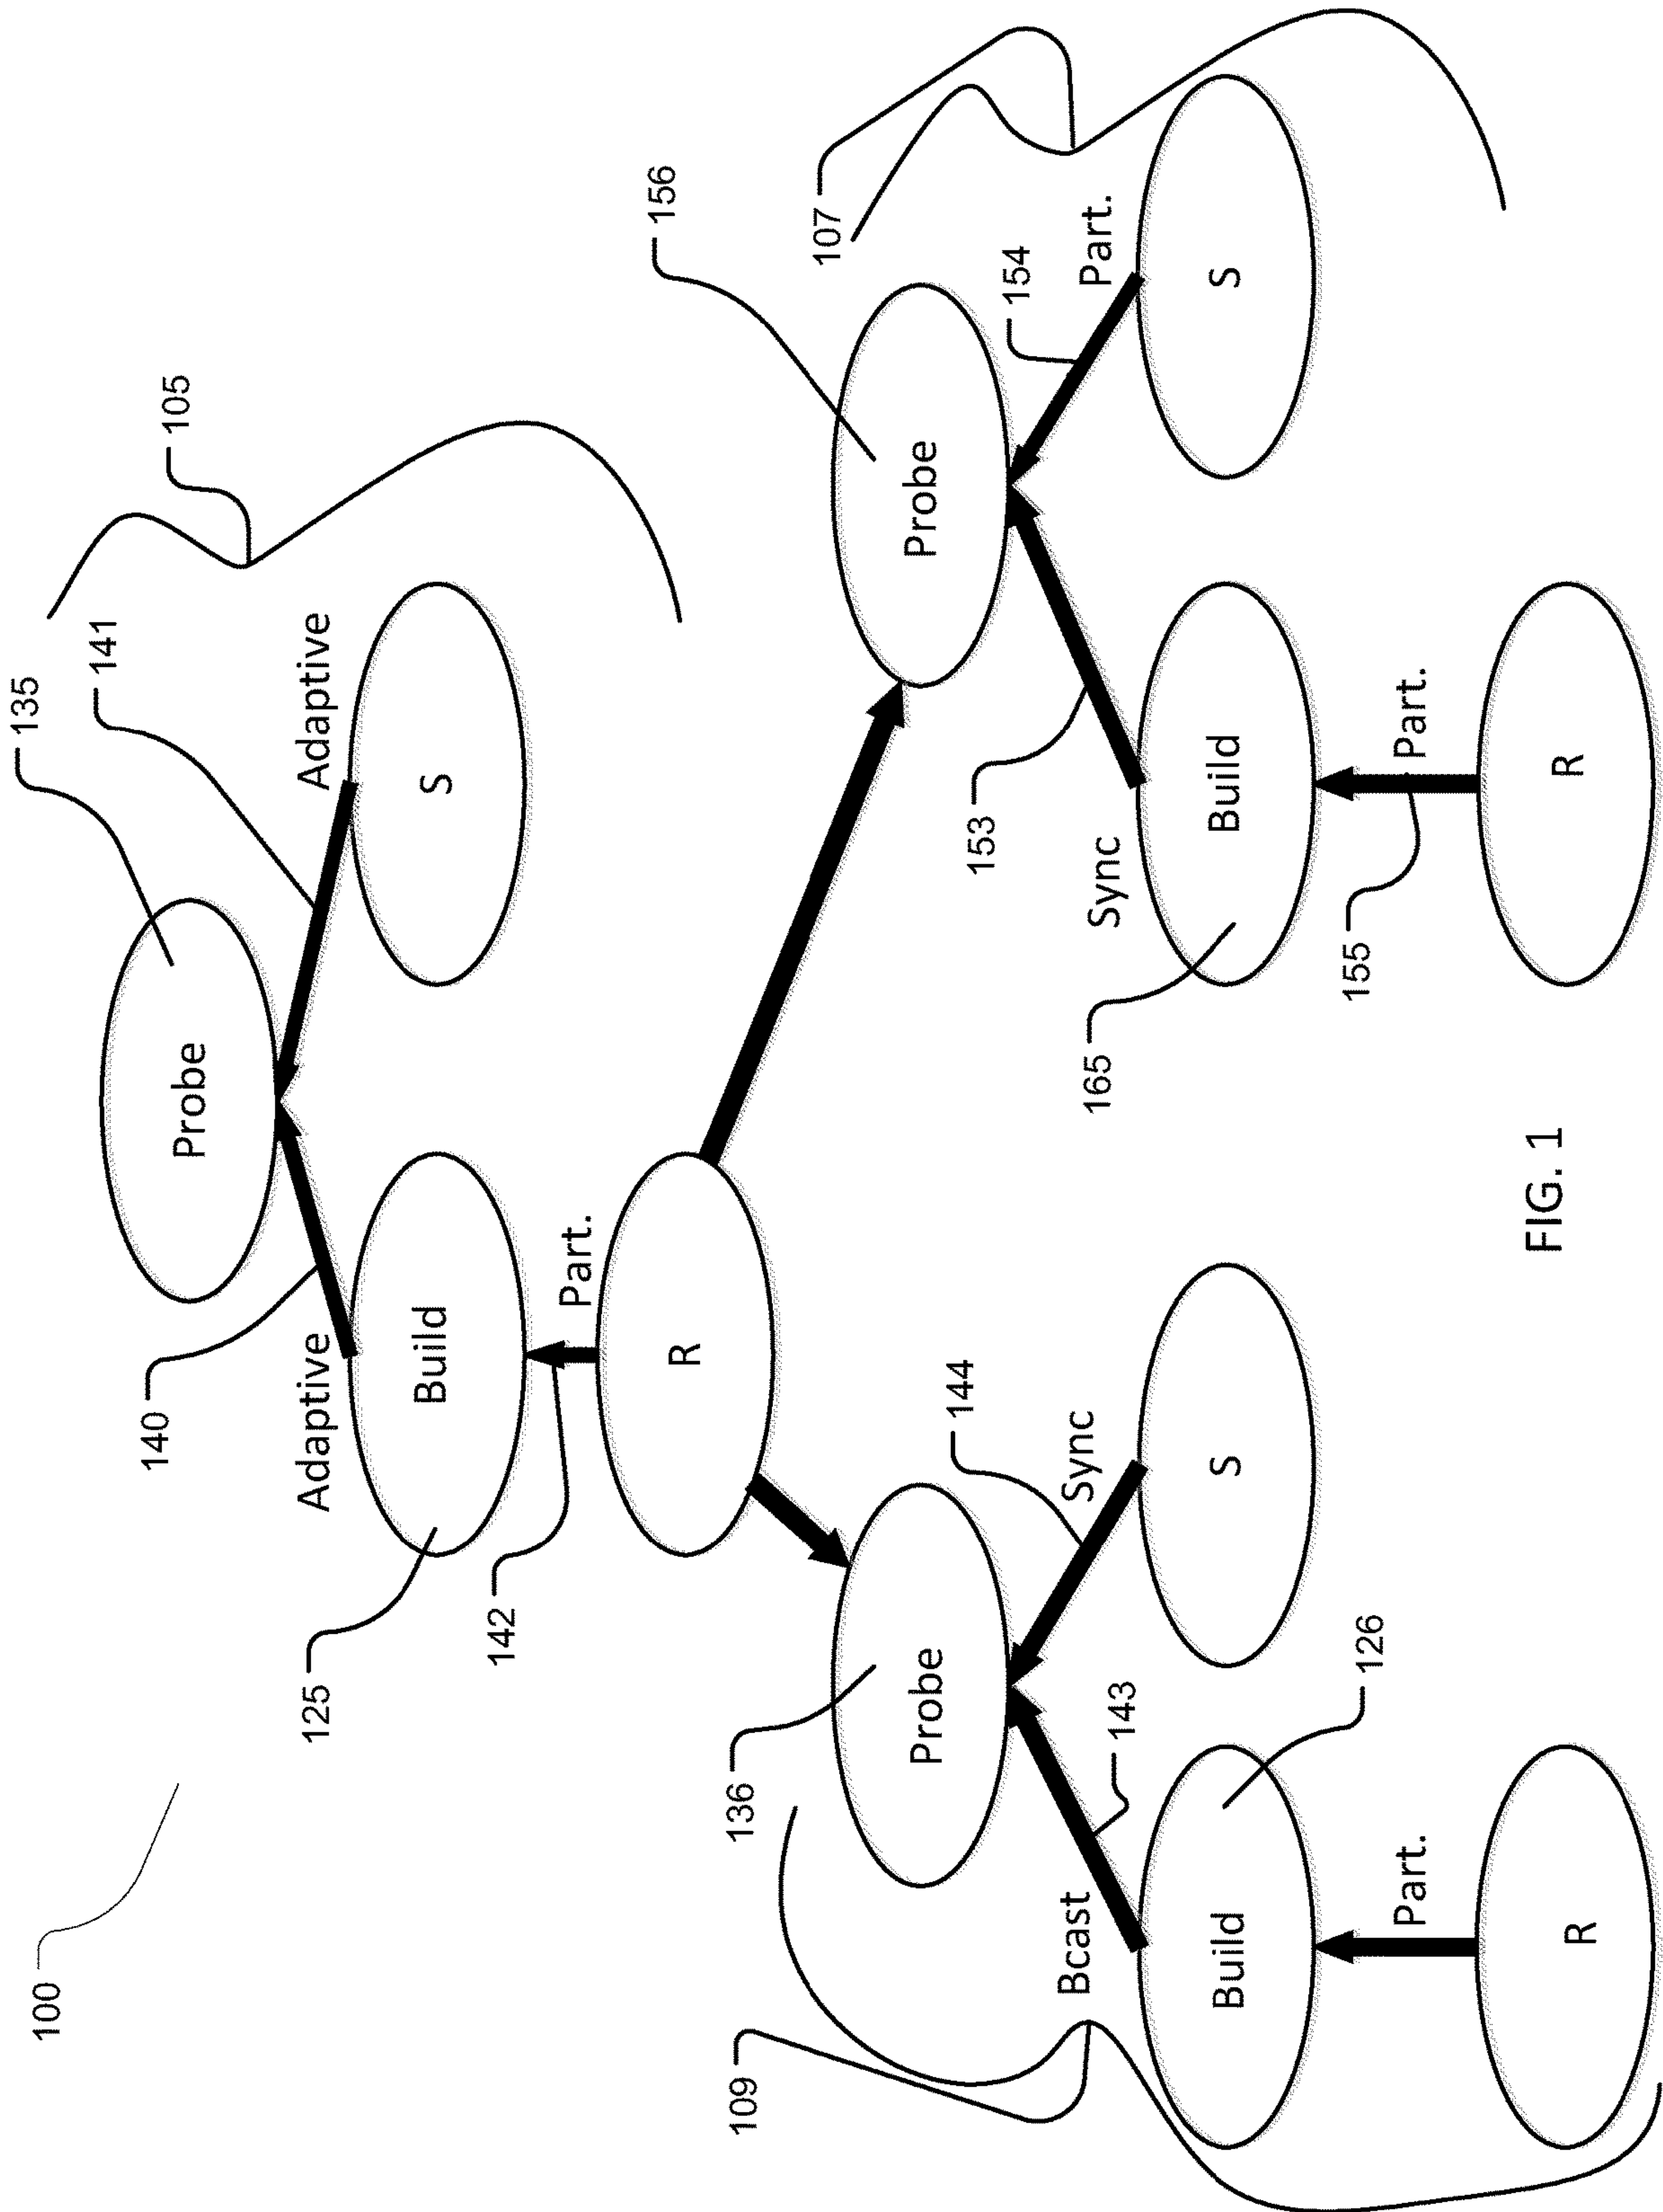 100
135
Probe
105
140
141
Adaptive
Adaptive
125
Build
S
142
Part.
R
136
Probe
156
Probe
109
107
Bcast
143
144
Sync
153
154
Part.
Sync
126
Build
S
165
Build
S
Part.
155
Part.
R
R
FIG. 1